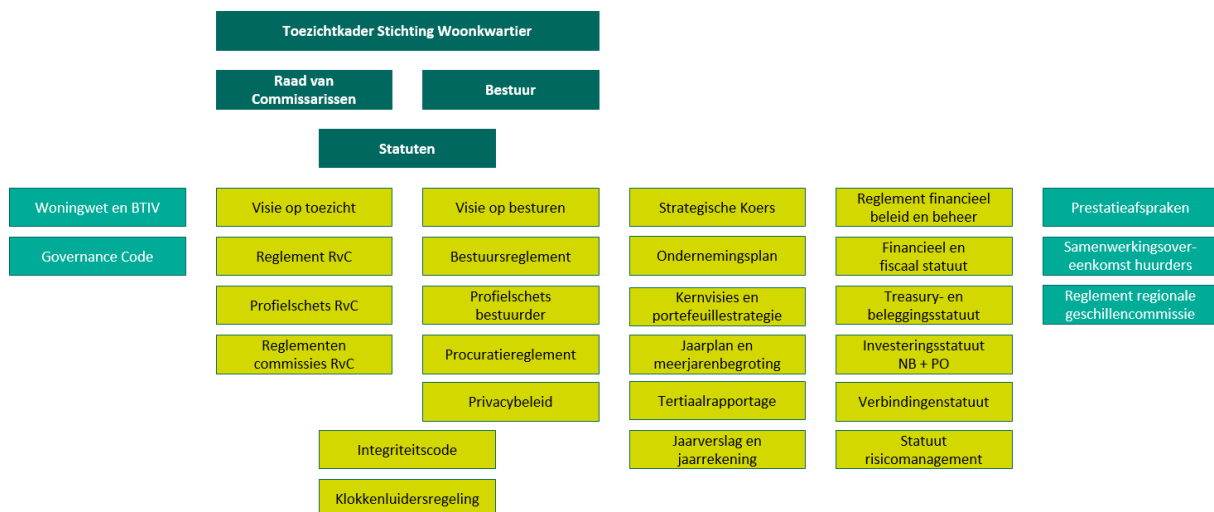 Toezichtkader Stichting Woonkwartier
Raad van
Commissarissen
Bestuur
Statuten
Woningwet en BTIV
Governance Code
Visie op toezicht
Reglement RvC
Profielschets RvC
Reglementen
commissies RvC
Visie op besturen
Bestuursreglement
Profielschets
bestuurder
Procuratiereglement
Privacybeleid
Integriteitscode
Klokkenluidersregeling
Strategische Koers
Ondernemingsplan
Kernvisies en
portefeuillestrategie
Jaarplan en
meerjarenbegroting
Tertiaalrapportage
Jaarverslag en
jaarrekening
Reglement financieel
beleid en beheer
Financieel en
fiscaal statuut
Treasury- en
beleggingsstatuut
Investeringsstatuut
NB + PO
Verbindingenstatuut
Statuut
risicomanagement
Prestatieafspraken
Samenwerkingsover-
eenkomst huurders
Reglement regionale
geschillencommissie